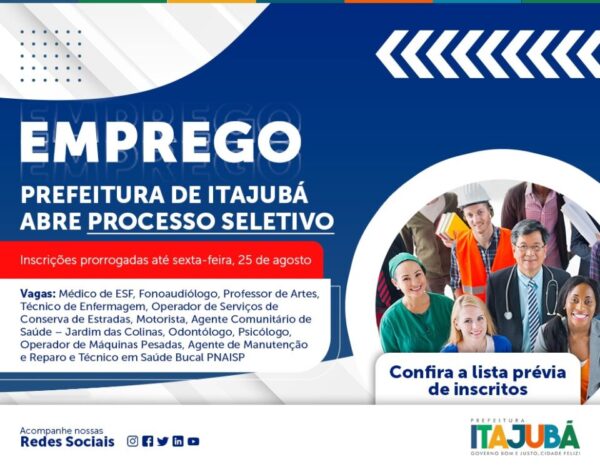 EMPREGO
PREFEITURA DE ITAJUBÁ
ABRE PROCESSO SELETIVO
Inscrições prorrogadas até sexta-feira, 25 de agosto
Vagas: Médico de ESF, Fonoaudiólogo, Professor de Artes,
Técnico de Enfermagem, Operador de Serviços de
Conserva de Estradas, Motorista, Agente Comunitário de
Saúde – Jardim das Colinas, Odontólogo, Psicólogo,
Operador de Máquinas Pesadas, Agente de Manutenção
e Reparo e Técnico em Saúde Bucal PNAISP
Confira a lista prévia
de inscritos
Acompanhe nossas
Redes Sociais
PREFEITURA
ITAJUBÁ
GOVERNO BOM E JUSTO, CIDADE FELIZ!